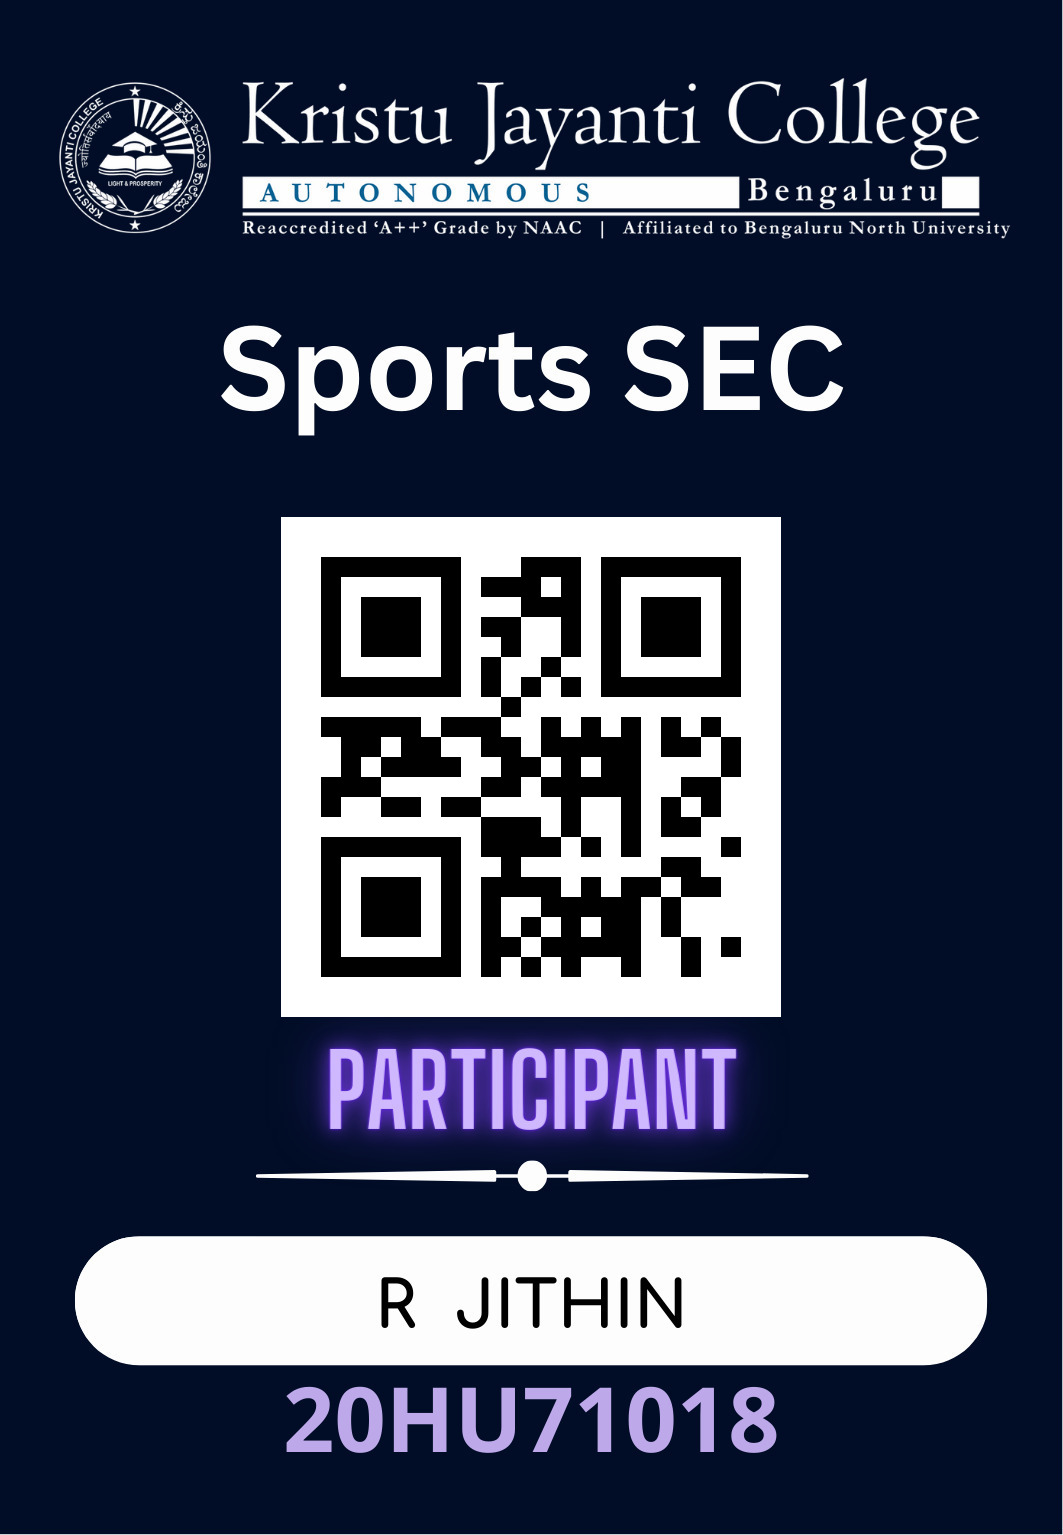 Kristu Jayanti College
AUTONOMOUS Bengaluru
Reaccredited ‘A++’ Grade by NAAC | Affiliated to Bengaluru North University
KRISTU JAYANTI COLLEGE
LIGHT & PROSPERITY
Sports SEC
PARTICIPANT
R JITHIN
20HU71018